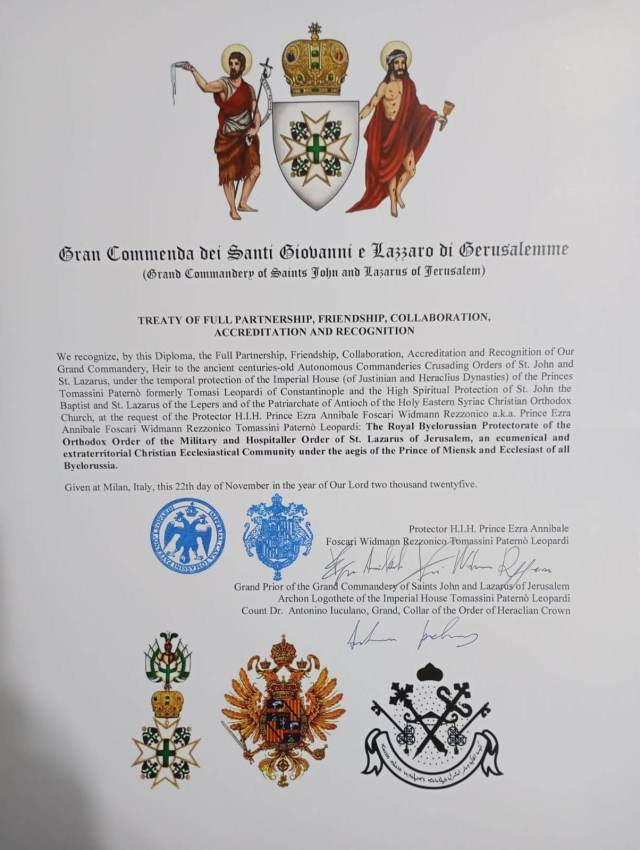 Gran Commenda dei Santi Giovanni e Lazzaro di Gerusalemme
(Grand Commandery of Saints John and Lazarus of Jerusalem)
TREATY OF FULL PARTNERSHIP, FRIENDSHIP, COLLABORATION,
ACCREDITATION AND RECOGNITION
We recognize, by this Diploma, the Full Partnership, Friendship, Collaboration, Accreditation and Recognition of Our
Grand Commandery, Heir to the ancient centuries-old Autonomous Commanderies Crusading Orders of St. John and
St. Lazarus, under the temporal protection of the Imperial House (of Justinian and Heraclius Dynasties) of the Princes
Tomassini Paternò formerly Tomasi Leopardi of Constantinople and the High Spiritual Protection of St. John the
Baptist and St. Lazarus of the Lepers and of the Patriarchate of Antioch of the Holy Eastern Syriac Christian Orthodox
Church, at the request of the Protector H.I.H. Prince Ezra Annibale Foscari Widmann Rezzonico a.k.a. Prince Ezra
Annibale Foscari Widmann Rezzonico Tomassini Paternò Leopardi: The Royal Byelorussian Protectorate of the
Orthodox Order of the Military and Hospitaller Order of St. Lazarus of Jerusalem, an ecumenical and
extraterritorial Christian Ecclesiastical Community under the aegis of the Prince of Miensk and Ecclesiast of all
Byelorussia.
Given at Milan, Italy, this 22th day of November in the year of Our Lord two thousand twentyfive.
Protector H.I.H. Prince Ezra Annibale
Foscari Widmann Rezzonico Tomassini Paternò Leopardi
Grand Prior of the Grand Commandery of Saints John and Lazarus of Jerusalem
Archon Logothete of the Imperial House Tomassini Paternò Leopardi
Count Dr. Antonino Iuculano, Grand, Collar of the Order of Heraclian Crown